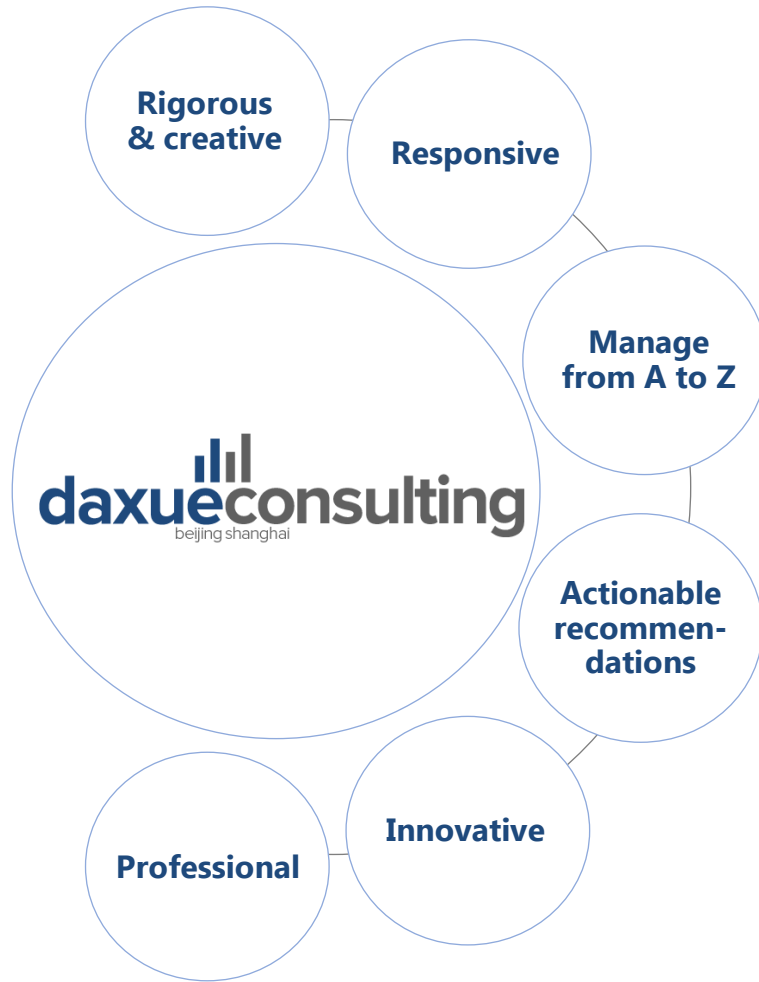 Rigorous
& creative
Responsive
Manage
from A to Z
daxueconsulting
beijing shanghai
Actionable
recommen-
dations
Innovative
Professional